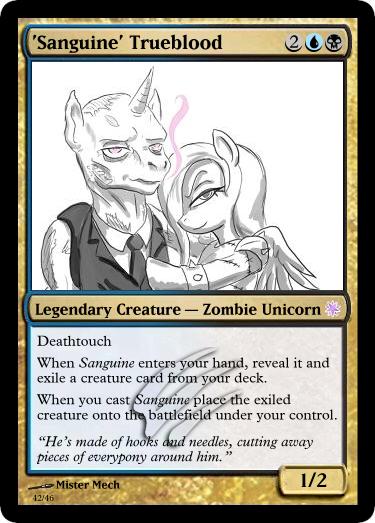 'Sanguine' Trueblood 2
Legendary Creature — Zombie Unicorn
Deathtouch
When Sanguine enters your hand, reveal it and
exile a creature card from your deck.
When you cast Sanguine place the exiled
creature onto the battlefield under your control.
“He's made of hooks and needles, cutting away
pieces of everypony around him.”
1/2
Mister Mech
42/46